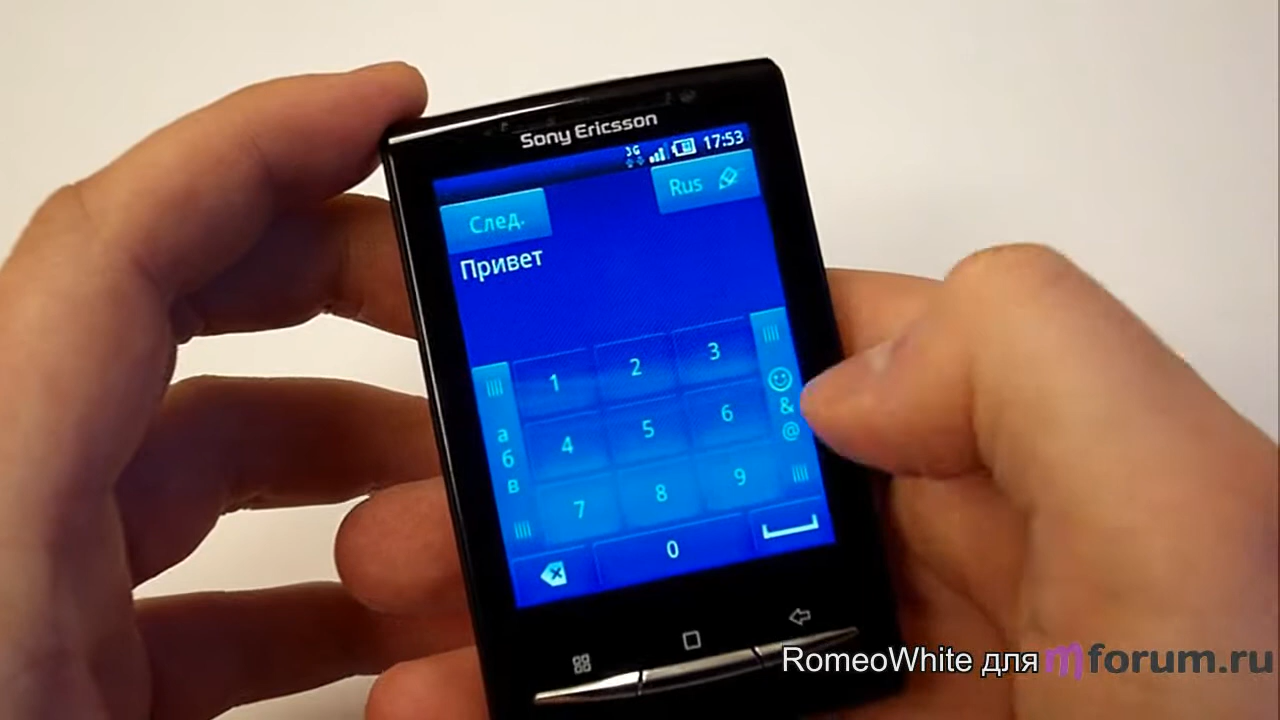 Sony Ericsson
3G 17:53
След. Rus
Привет
1 2 3
4 5 6
7 8 9
а
б
в
&
@
0
RomeoWhite для mforum.ru